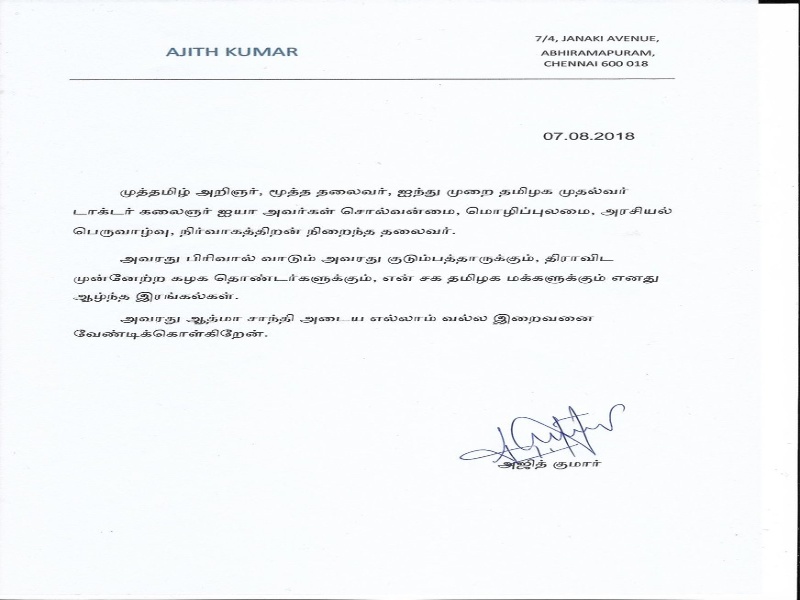 AJITH KUMAR
7/4, JANAKI AVENUE,
ABHIRAMAPURAM,
CHENNAI 600 018
07.08.2018
முத்தமிழ் அறிஞர், மூத்த தலைவர், ஐந்து முறை தமிழக முதல்வர்
டாக்டர் கலைஞர் ஐயா அவர்கள் சொல்வன்மை, மொழிப்புலமை, அரசியல்
பெருவாழ்வு, நிர்வாகத்திறன் நிறைந்த தலைவர்.
அவரது பிரிவால் வாடும் அவரது குடும்பத்தாருக்கும், திராவிட
முன்னேற்ற கழக தொண்டர்களுக்கும், என் சக தமிழக மக்களுக்கும் எனது
ஆழ்ந்த இரங்கல்கள்.
அவரது ஆத்மா சாந்தி அடைய எல்லாம் வல்ல இறைவனை
வேண்டிக்கொள்கிறேன்.
அஜித் குமார்